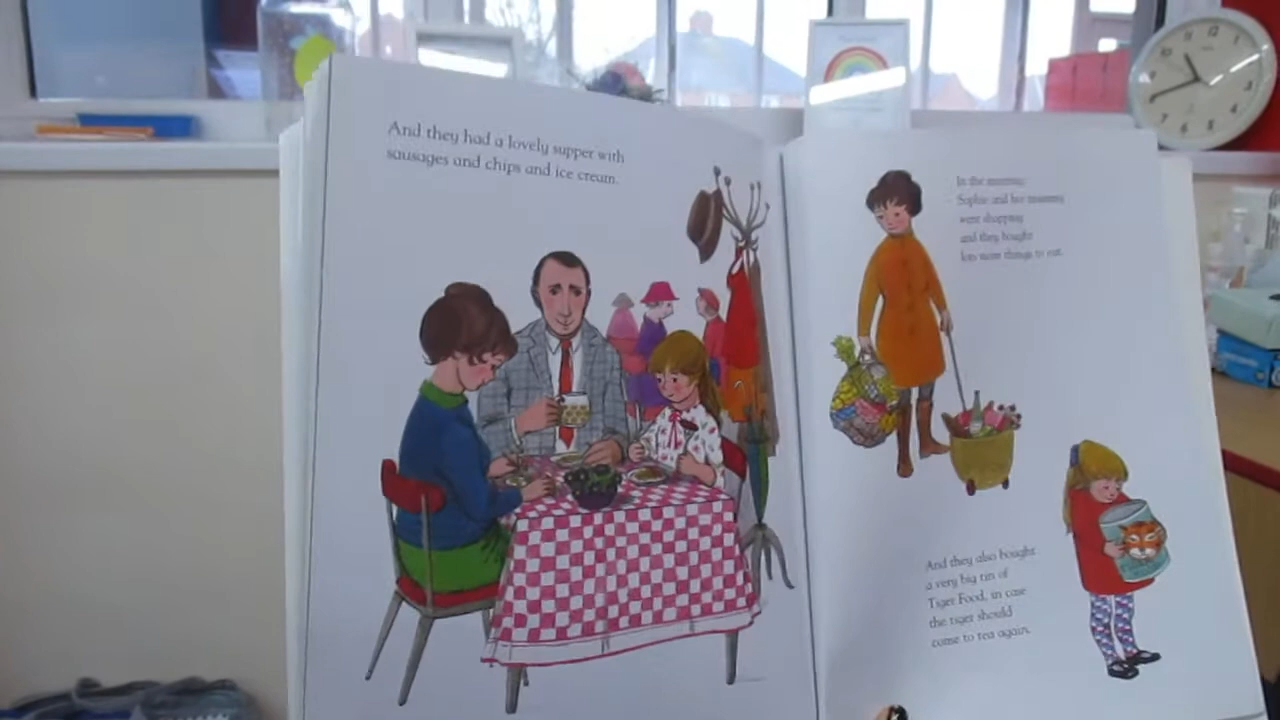 And they had a lovely supper with
sausages and chips and ice cream.
In the morning
Sophie and her mummy
went shopping
and they bought
lots more things to eat.
And they also bought
a very big tin of
Tiger Food, in case
the tiger should
come to tea again.